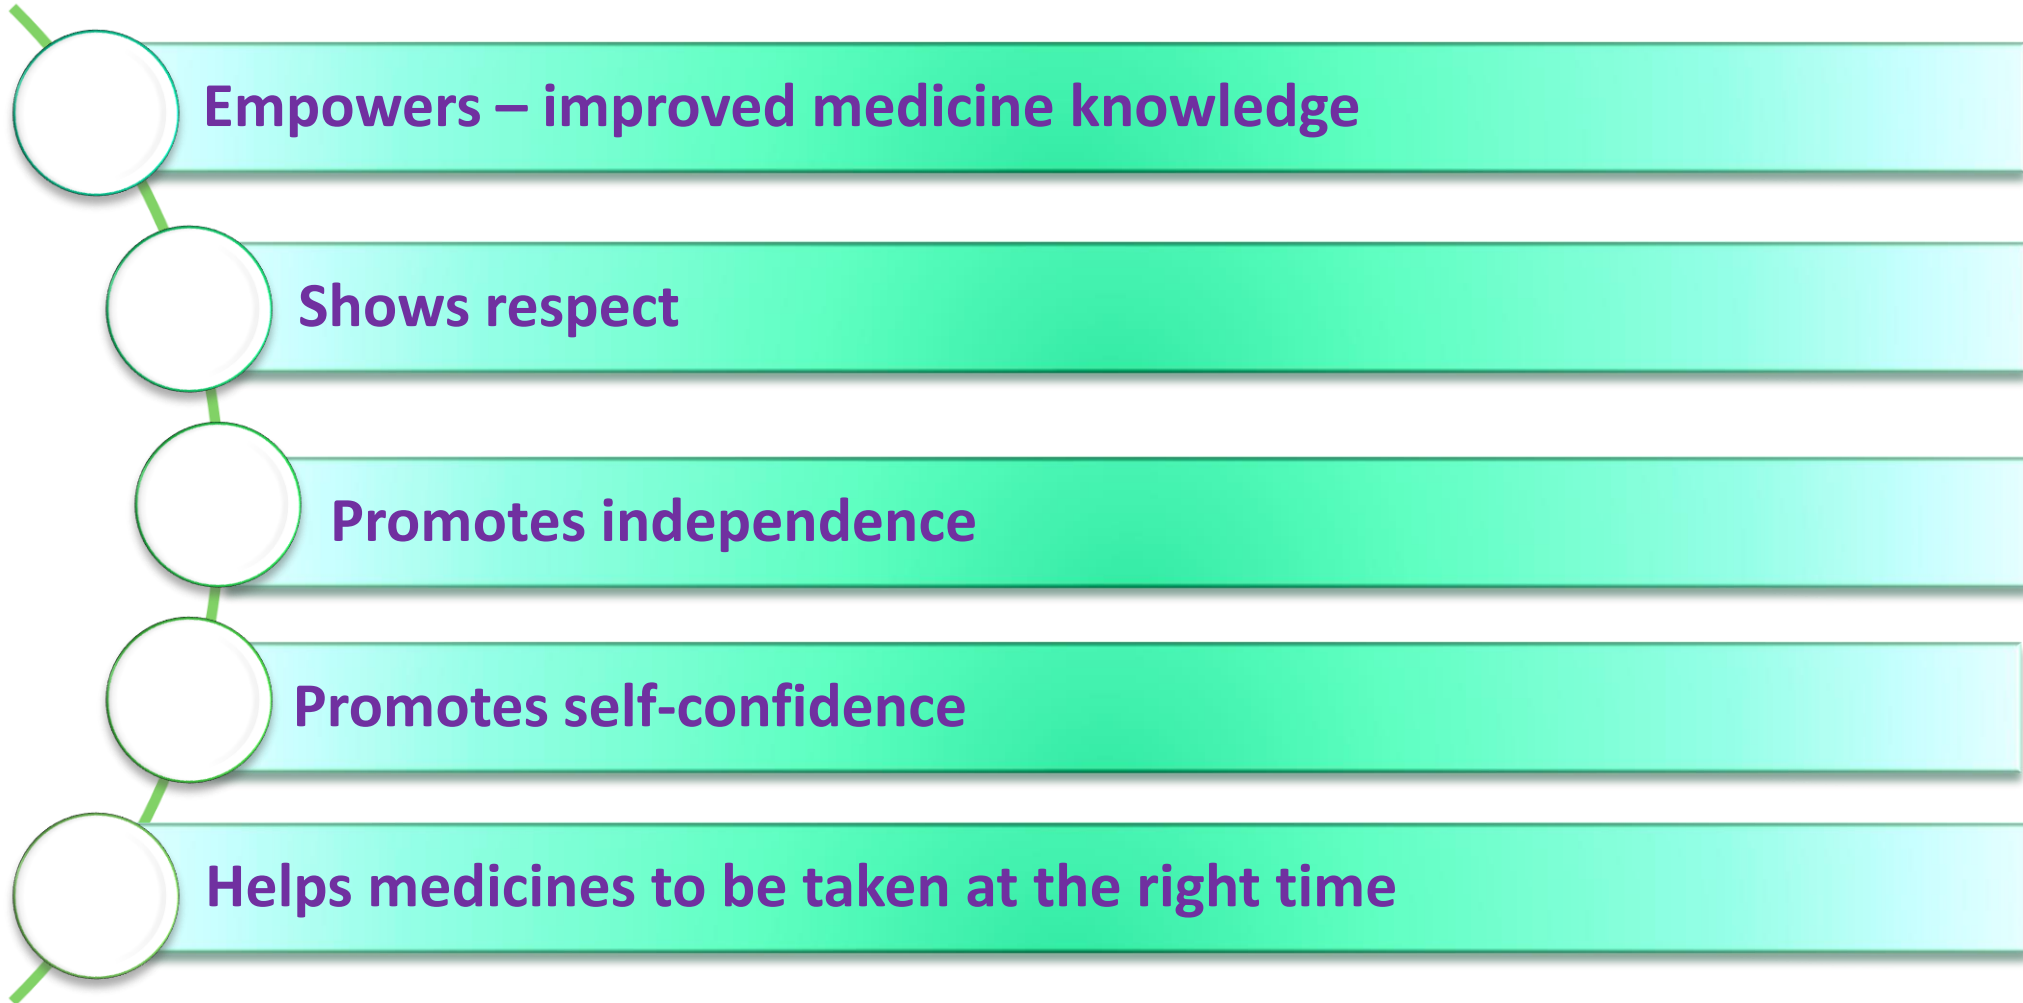 Empowers – improved medicine knowledge
Shows respect
Promotes independence
Promotes self-confidence
Helps medicines to be taken at the right time